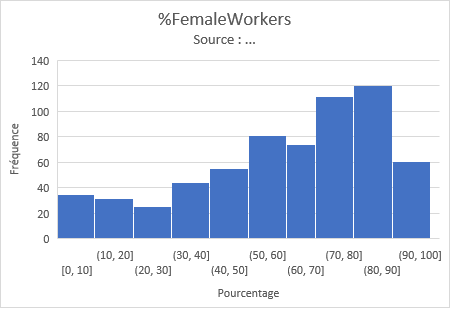 %FemaleWorkers
Source : ...
140
120
100
80
60
40
20
0
Fréquence
(10, 20] (30, 40] (50, 60] (70, 80] (90, 100]
[0, 10] (20, 30] (40, 50] (60, 70] (80, 90]
Pourcentage